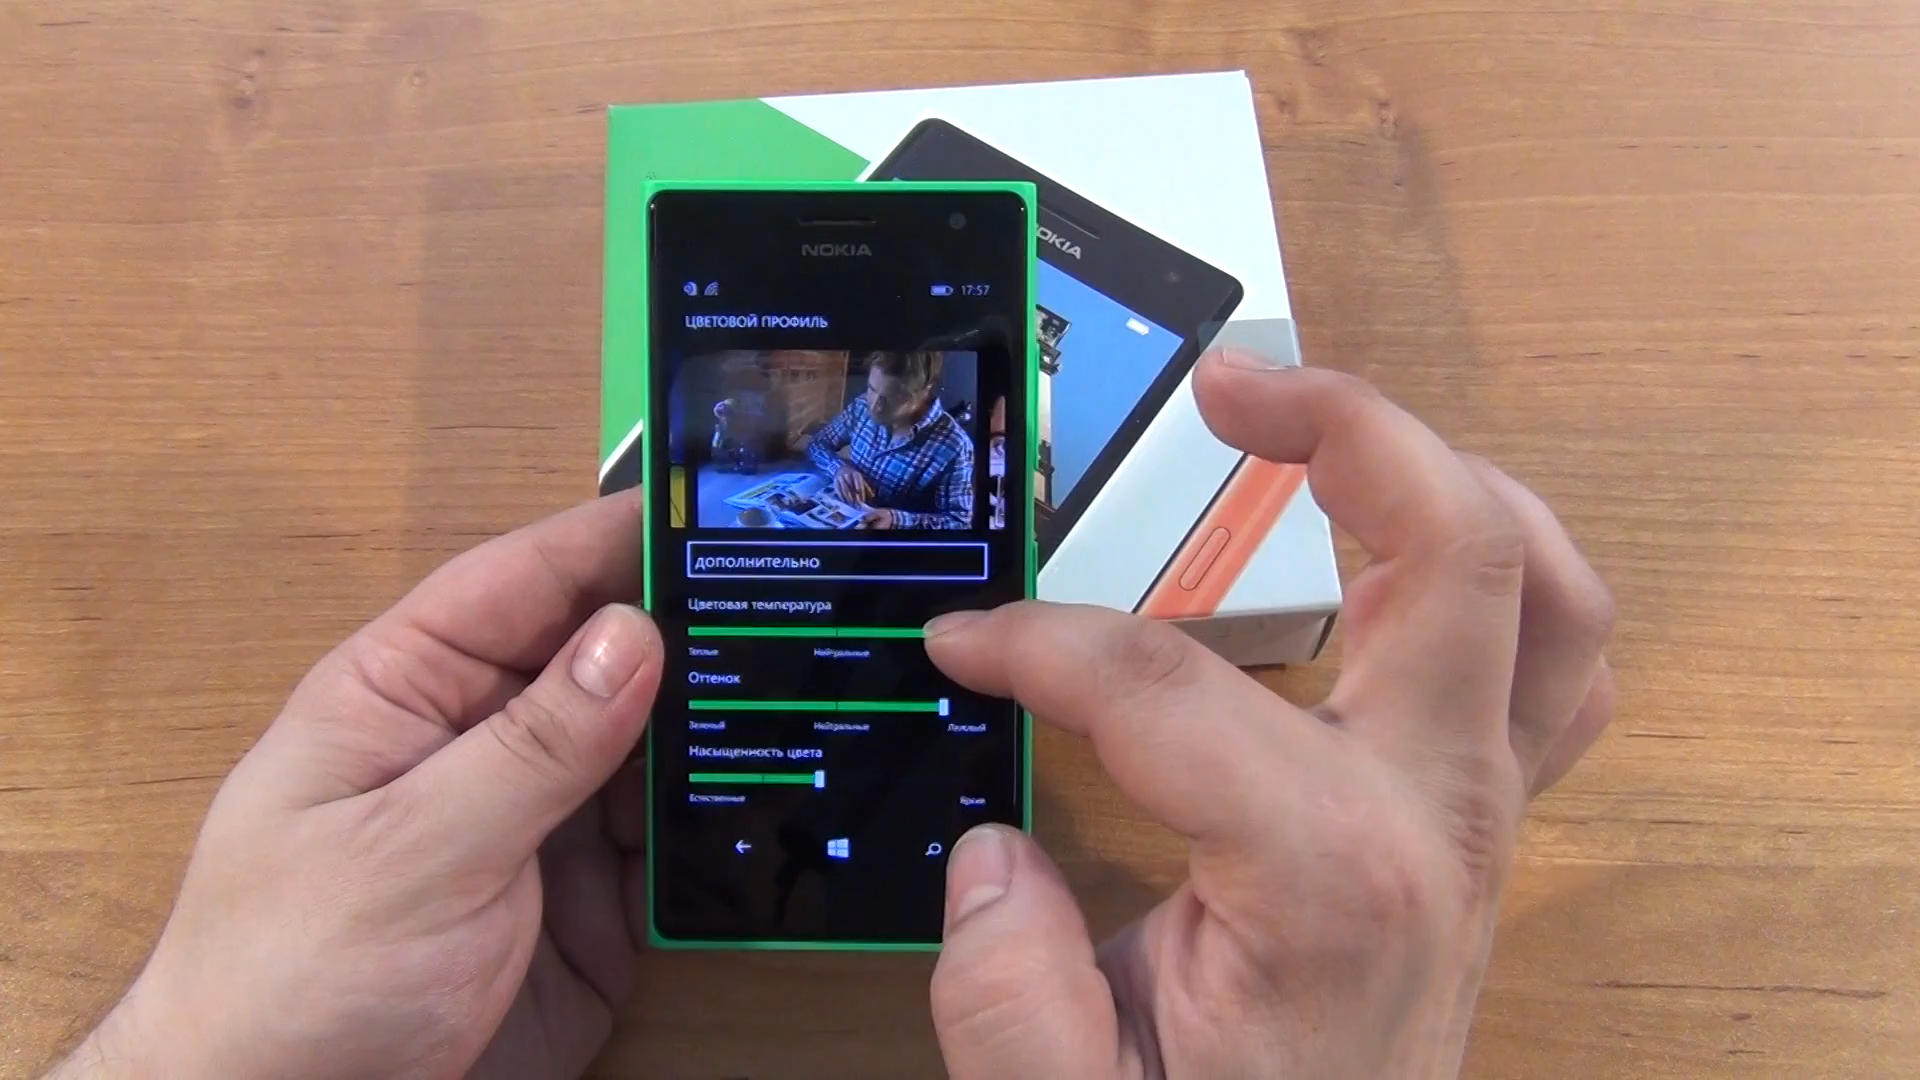 NOKIA
NOKIA
17:57
ЦВЕТОВОЙ ПРОФИЛЬ
дополнительно
Цветовая температура
Теплые Нейтральные
Оттенок
Зеленый Нейтральные Лиловый
Насыщенность цвета
Естественные Яркие